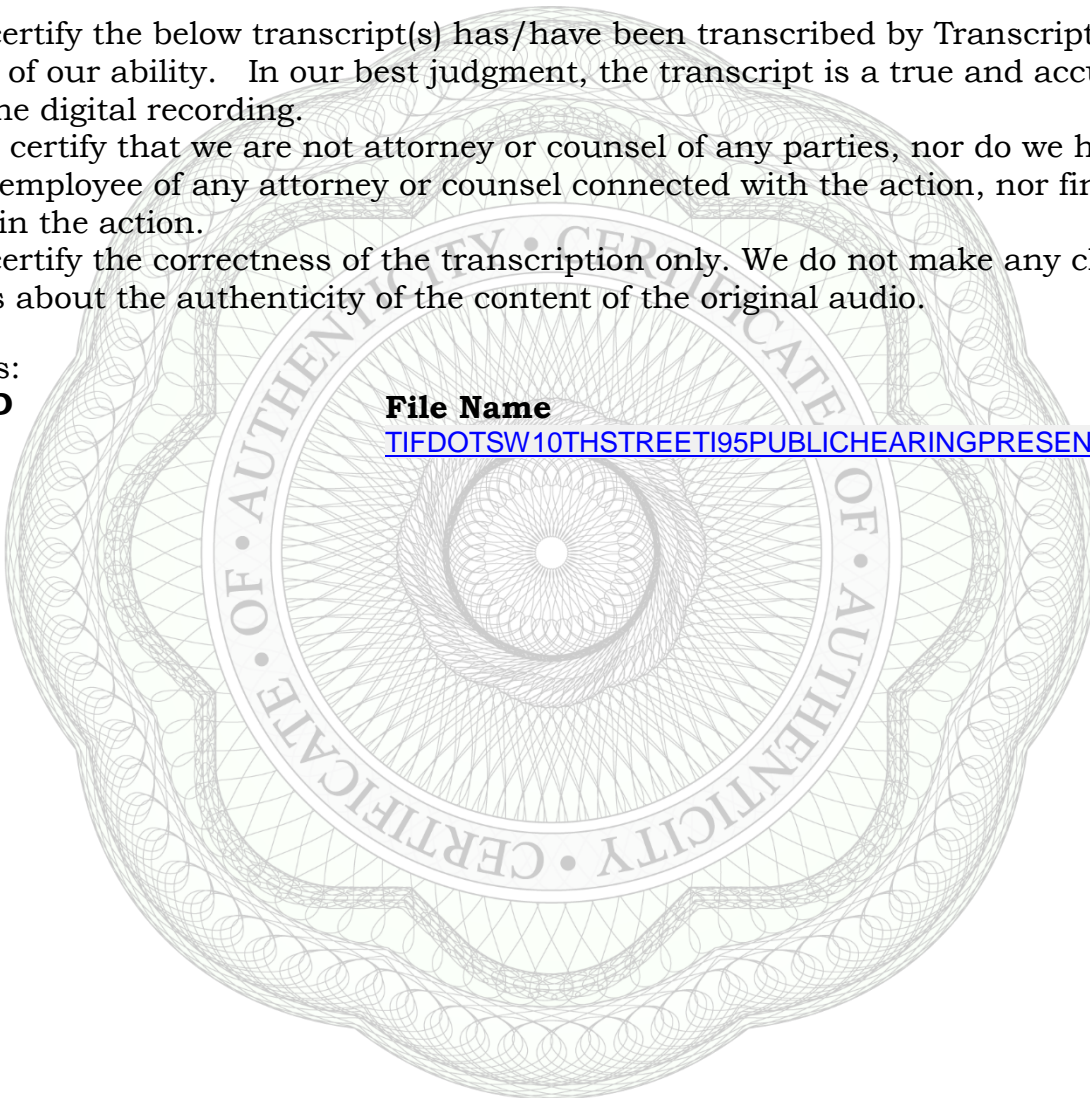 ertify the below transcript(s) has/have been transcribed by Transcript
of our ability. In our best judgment, the transcript is a true and accu
ne digital recording.
certify that we are not attorney or counsel of any parties, nor do we h
employee of any attorney or counsel connected with the action, nor fin
in the action.
ertify the correctness of the transcription only. We do not make any cl
s about the authenticity of the content of the original audio.
s:
D
File Name
TIFDOTSW10THSTREETI95PUBLICHEARINGPRESEN
CERTIFICATE OF AUTHENTICITY • CERTIFICATE OF AUTHENTICITY •